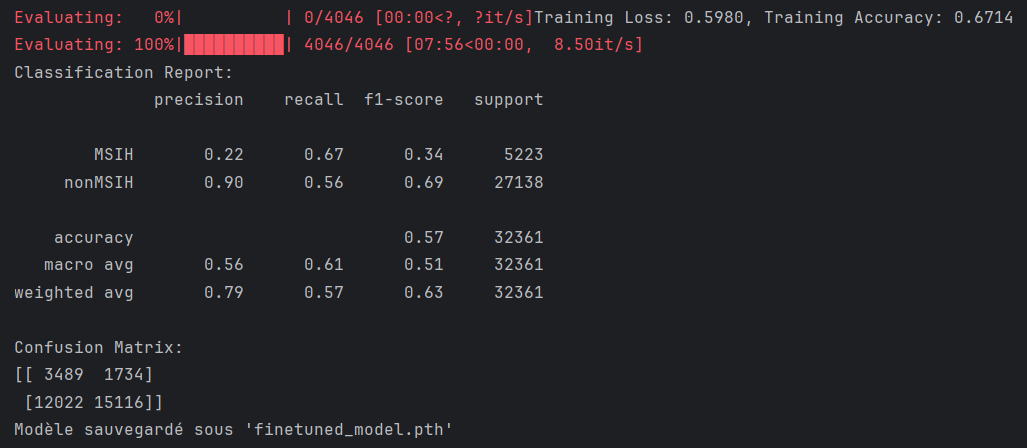 Evaluating:   0%|          | 0/4046 [00:00<?, ?it/s]Training Loss: 0.5980, Training Accuracy: 0.6714
Evaluating: 100%|██████████| 4046/4046 [07:56<00:00,  8.50it/s]
Classification Report:
              precision    recall  f1-score   support

        MSIH       0.22      0.67      0.34      5223
     nonMSIH       0.90      0.56      0.69     27138

    accuracy                           0.57     32361
   macro avg       0.56      0.61      0.51     32361
weighted avg       0.79      0.57      0.63     32361

Confusion Matrix:
[[ 3489  1734]
 [12022 15116]]
Modèle sauvegardé sous 'finetuned_model.pth'